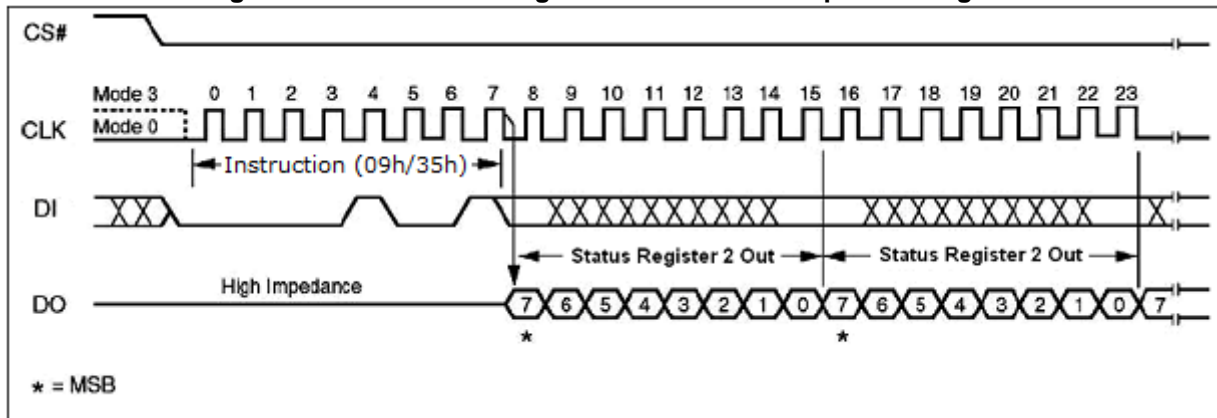 CS#
Mode 3
0 1 2 3 4 5 6 7 8 9 10 11 12 13 14 15 16 17 18 19 20 21 22 23
CLK
Mode 0
Instruction (09h/35h)
DI
Status Register 2 Out
Status Register 2 Out
High Impedance
DO
7 6 5 4 3 2 1 0 7 6 5 4 3 2 1 0 7
* *
* = MSB